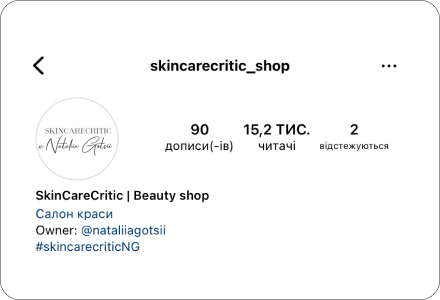 skincarecritic_shop
SKINCARECRITIC
x Nataliia Gotsii
90
дописи(-ів)
15,2 ТИС.
читачі
2
відстежуються
SkinCareCritic | Beauty shop
Салон краси
Owner: @nataliiagotsii
#skincarecriticNG